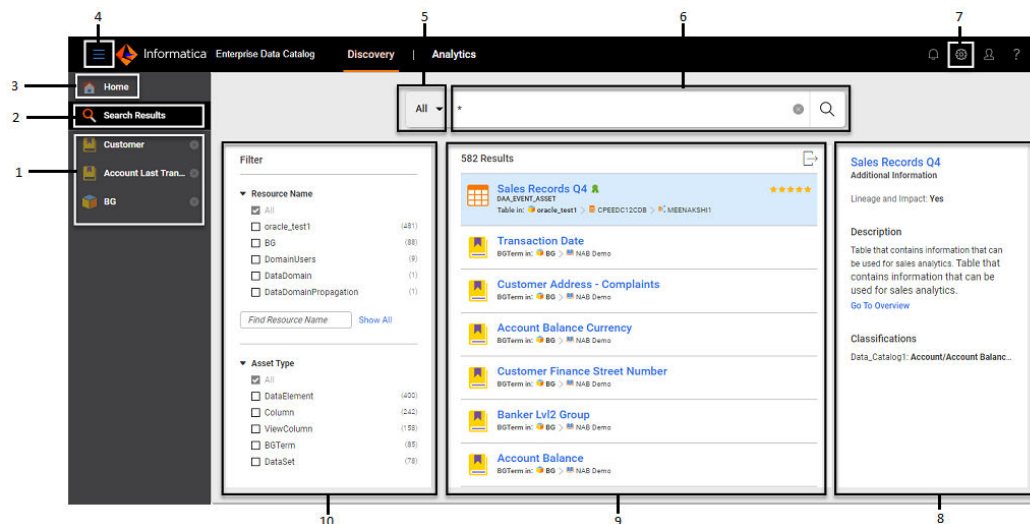 4
5
6
7
Informatica Enterprise Data Catalog Discovery | Analytics ?
3
Home
2
Search Results
All *
1
Customer
Account Last Tran...
BG
Filter
Resource Name
All
oracle_test1 (481)
BG (88)
DomainUsers (9)
DataDomain (1)
DataDomainPropagation (1)
Find Resource Name Show All
Asset Type
All
DataElement (400)
Column (242)
ViewColumn (158)
BGTerm (85)
DataSet (78)
582 Results
Sales Records Q4
DAA_EVENT_ASSET
Table in: oracle_test1 > CPEEDC12CDB > MEENAKSHI1
Transaction Date
BGTerm in: BG > NAB Demo
Customer Address - Complaints
BGTerm in: BG > NAB Demo
Account Balance Currency
BGTerm in: BG > NAB Demo
Customer Finance Street Number
BGTerm in: BG > NAB Demo
Banker Lvl2 Group
BGTerm in: BG > NAB Demo
Account Balance
BGTerm in: BG > NAB Demo
Sales Records Q4
Additional Information
Lineage and Impact: Yes
Description
Table that contains information that can
be used for sales analytics. Table that
contains information that can be
used for sales analytics.
Go To Overview
Classifications
Data_Catalog1: Account/Account Balanc...
10
9
8